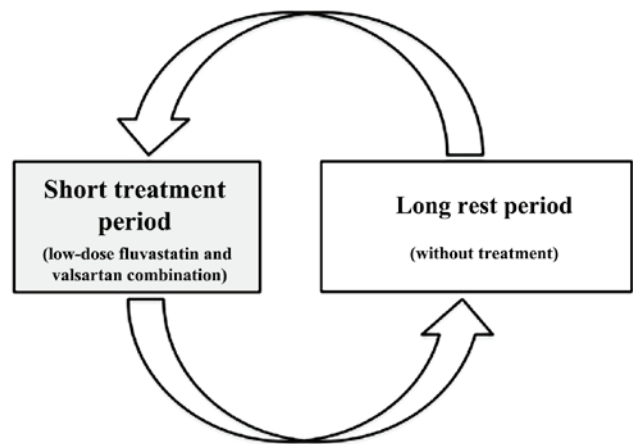 Short treatment
period
(low-dose fluvastatin and
valsartan combination)
Long rest period
(without treatment)